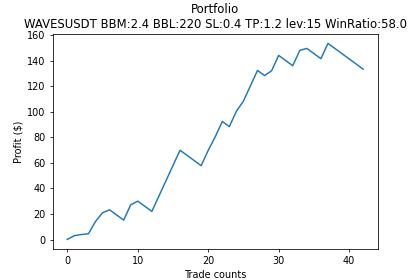 Portfolio
WAVESUSDT BBM:2.4 BBL:220 SL:0.4 TP:1.2 lev:15 WinRatio:58.0
160
140
120
100
80
60
40
20
0
Profit ($)
0 10 20 30 40
Trade counts